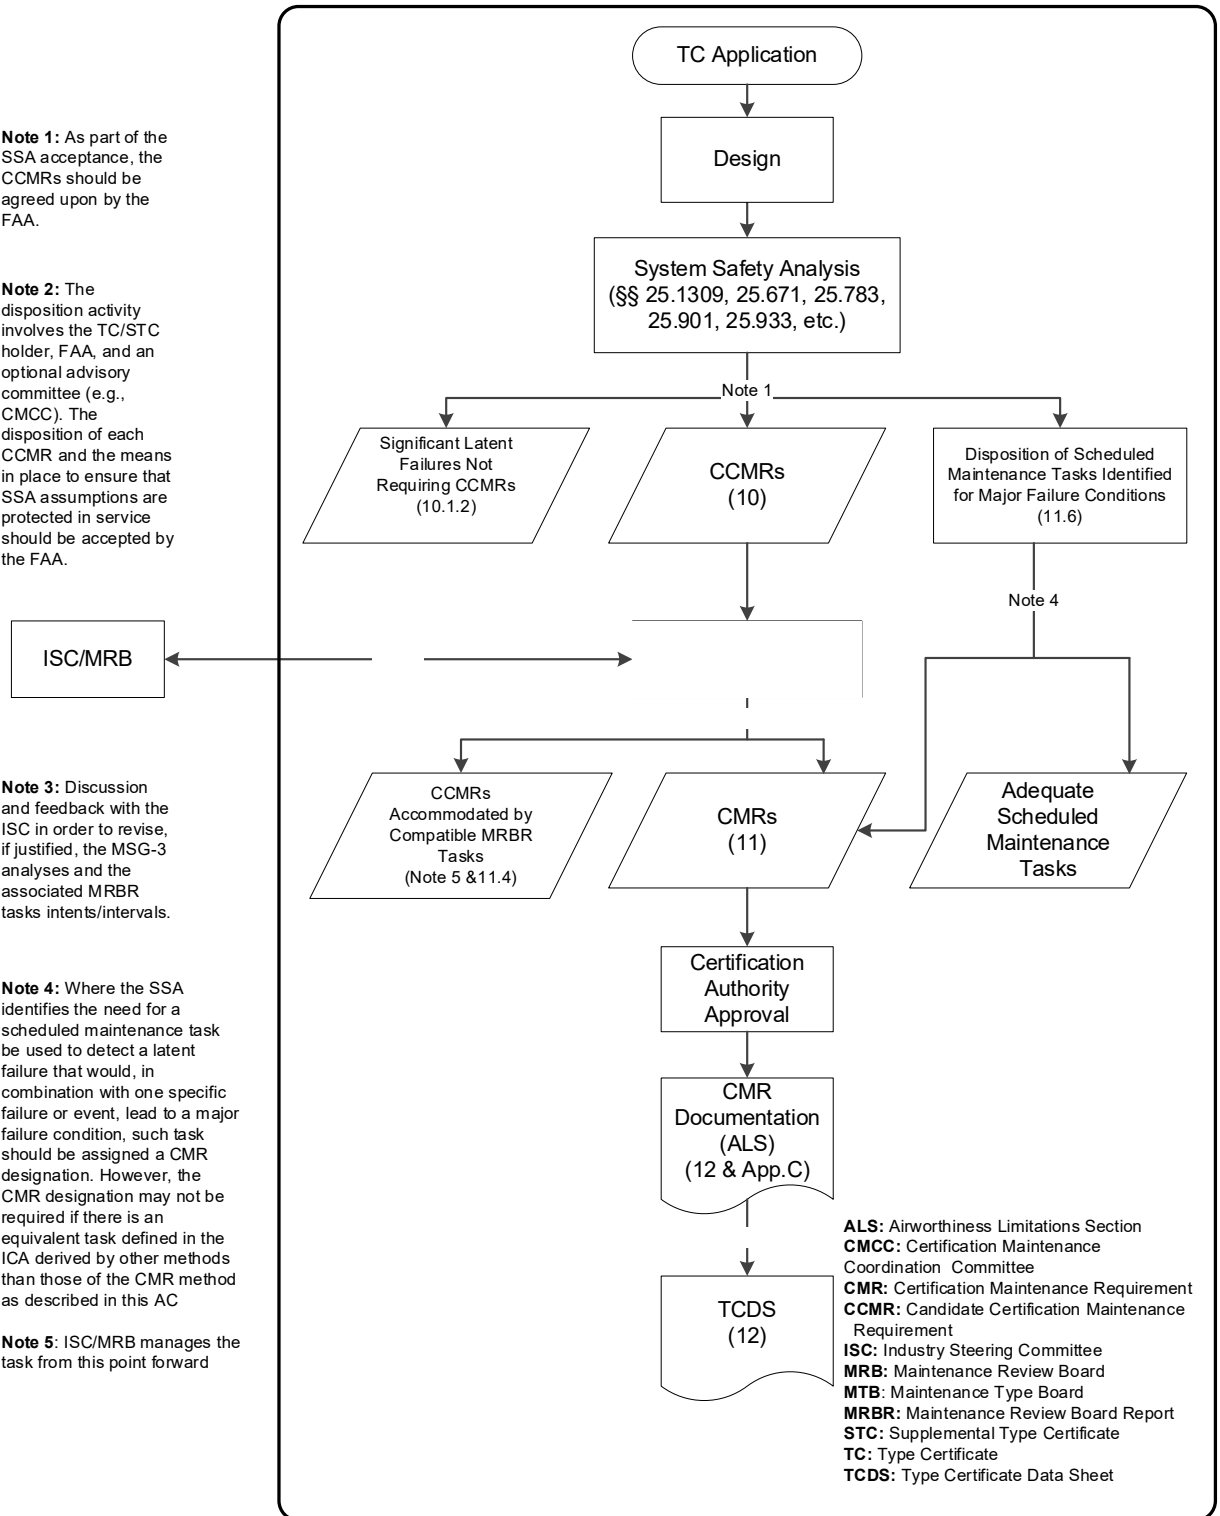 TC Application
Design
System Safety Analysis
(§§ 25.1309, 25.671, 25.783,
25.901, 25.933, etc.)
Note 1
Significant Latent
Failures Not
Requiring CCMRs
(10.1.2)
CCMRs
(10)
Disposition of Scheduled
Maintenance Tasks Identified
for Major Failure Conditions
(11.6)
Note 4
ISC/MRB
CCMRs
Accommodated by
Compatible MRBR
Tasks
(Note 5 &11.4)
CMRs
(11)
Adequate
Scheduled
Maintenance
Tasks
Certification
Authority
Approval
CMR
Documentation
(ALS)
(12 & App.C)
TCDS
(12)
Note 1: As part of the
SSA acceptance, the
CCMRs should be
agreed upon by the
FAA.
Note 2: The
disposition activity
involves the TC/STC
holder, FAA, and an
optional advisory
committee (e.g.,
CMCC). The
disposition of each
CCMR and the means
in place to ensure that
SSA assumptions are
protected in service
should be accepted by
the FAA.
Note 3: Discussion
and feedback with the
ISC in order to revise,
if justified, the MSG-3
analyses and the
associated MRBR
tasks intents/intervals.
Note 4: Where the SSA
identifies the need for a
scheduled maintenance task
be used to detect a latent
failure that would, in
combination with one specific
failure or event, lead to a major
failure condition, such task
should be assigned a CMR
designation. However, the
CMR designation may not be
required if there is an
equivalent task defined in the
ICA derived by other methods
than those of the CMR method
as described in this AC
Note 5: ISC/MRB manages the
task from this point forward
ALS: Airworthiness Limitations Section
CMCC: Certification Maintenance
Coordination Committee
CMR: Certification Maintenance Requirement
CCMR: Candidate Certification Maintenance
Requirement
ISC: Industry Steering Committee
MRB: Maintenance Review Board
MTB: Maintenance Type Board
MRBR: Maintenance Review Board Report
STC: Supplemental Type Certificate
TC: Type Certificate
TCDS: Type Certificate Data Sheet